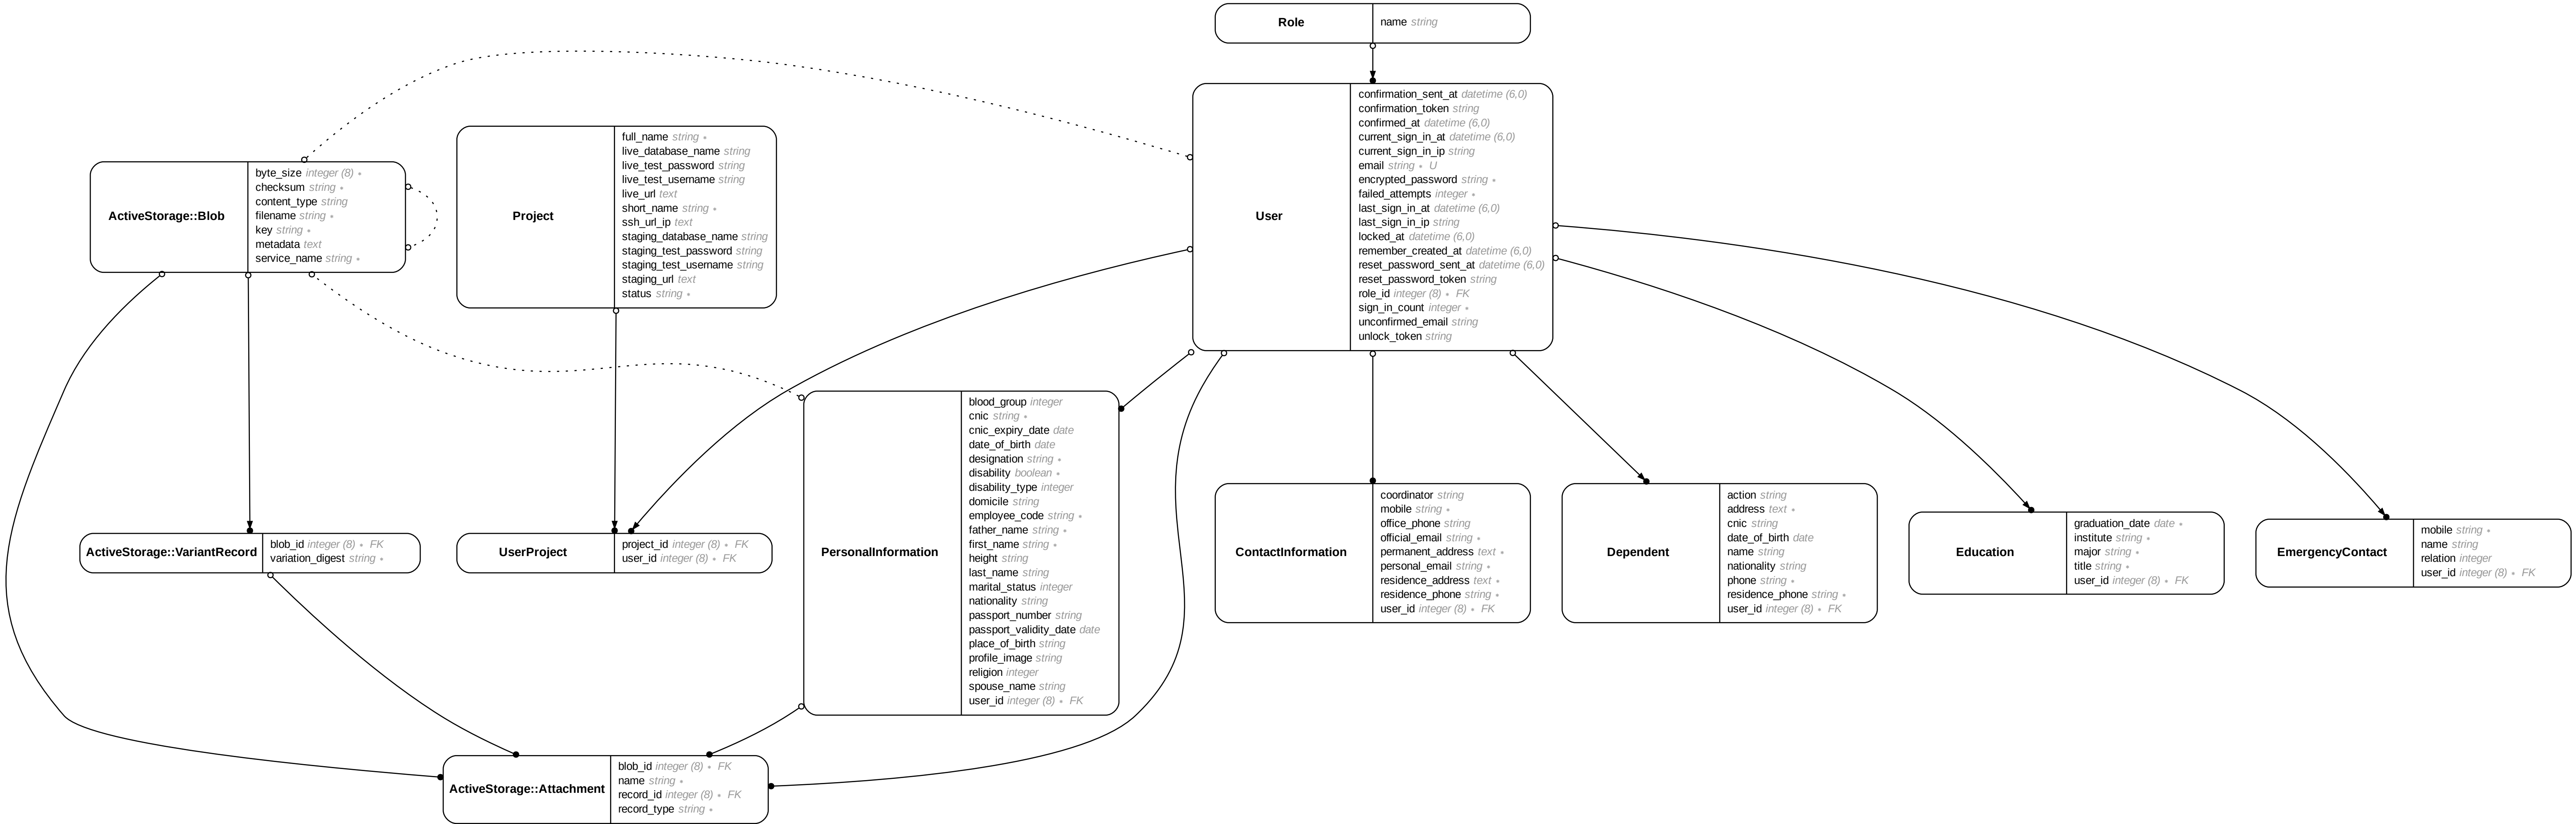 Role
name string
User
confirmation_sent_at datetime (6,0)
confirmation_token string
confirmed_at datetime (6,0)
current_sign_in_at datetime (6,0)
current_sign_in_ip string
email string ∗ U
encrypted_password string ∗
failed_attempts integer ∗
last_sign_in_at datetime (6,0)
last_sign_in_ip string
locked_at datetime (6,0)
remember_created_at datetime (6,0)
reset_password_sent_at datetime (6,0)
reset_password_token string
role_id integer (8) ∗ FK
sign_in_count integer ∗
unconfirmed_email string
unlock_token string
ActiveStorage::Blob
byte_size integer (8) ∗
checksum string ∗
content_type string
filename string ∗
key string ∗
metadata text
service_name string ∗
Project
full_name string ∗
live_database_name string
live_test_password string
live_test_username string
live_url text
short_name string ∗
ssh_url_ip text
staging_database_name string
staging_test_password string
staging_test_username string
staging_url text
status string ∗
ActiveStorage::VariantRecord
blob_id integer (8) ∗ FK
variation_digest string ∗
UserProject
project_id integer (8) ∗ FK
user_id integer (8) ∗ FK
PersonalInformation
blood_group integer
cnic string ∗
cnic_expiry_date date
date_of_birth date
designation string ∗
disability boolean ∗
disability_type integer
domicile string
employee_code string ∗
father_name string ∗
first_name string ∗
height string
last_name string
marital_status integer
nationality string
passport_number string
passport_validity_date date
place_of_birth string
profile_image string
religion integer
spouse_name string
user_id integer (8) ∗ FK
ContactInformation
coordinator string
mobile string ∗
office_phone string
official_email string ∗
permanent_address text ∗
personal_email string ∗
residence_address text ∗
residence_phone string ∗
user_id integer (8) ∗ FK
Dependent
action string
address text ∗
cnic string
date_of_birth date
name string
nationality string
phone string ∗
residence_phone string ∗
user_id integer (8) ∗ FK
Education
graduation_date date ∗
institute string ∗
major string ∗
title string ∗
user_id integer (8) ∗ FK
EmergencyContact
mobile string ∗
name string
relation integer
user_id integer (8) ∗ FK
ActiveStorage::Attachment
blob_id integer (8) ∗ FK
name string ∗
record_id integer (8) ∗ FK
record_type string ∗